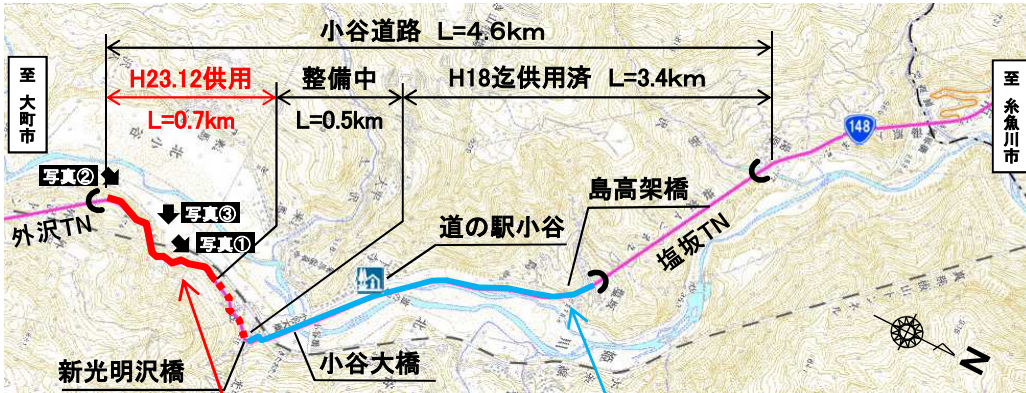 小谷道路 L=4.6km
H23.12供用
整備中
H18迄供用済 L=3.4km
L=0.7km
L=0.5km
至 大町市
至 糸魚川市
148
写真②
写真③
写真①
外沢TN
島高架橋
道の駅小谷
塩坂TN
新光明沢橋
小谷大橋
N